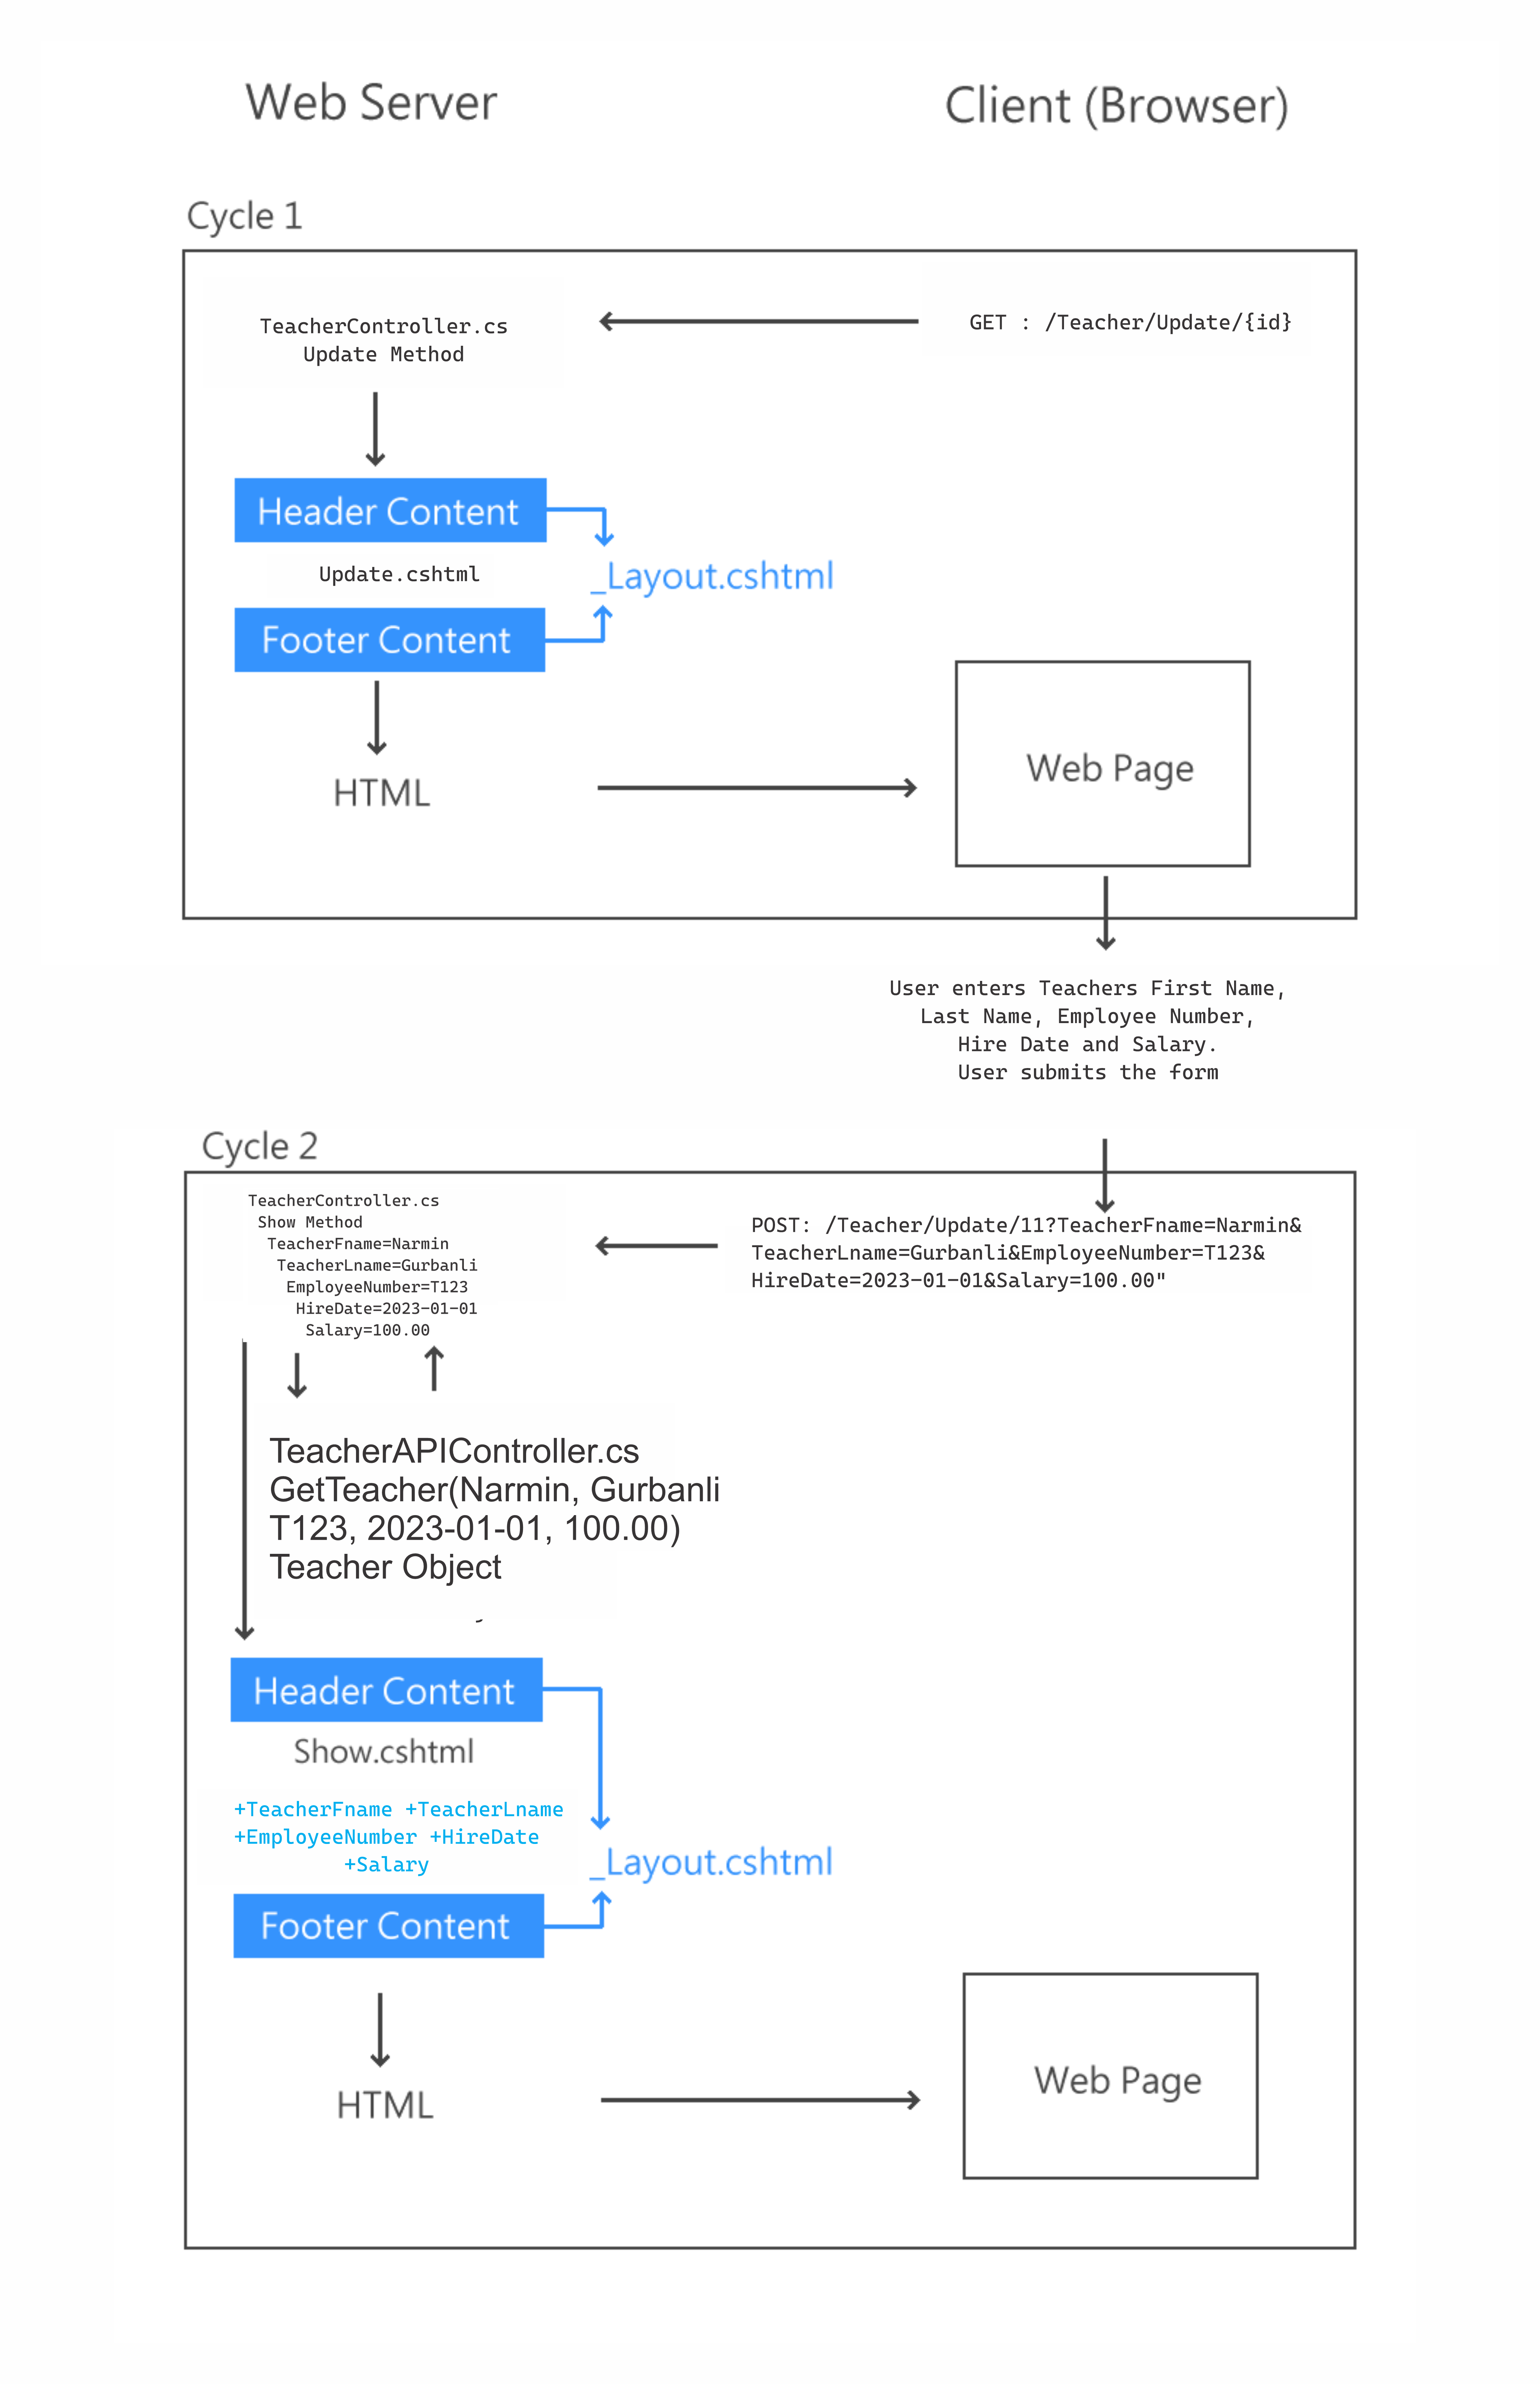 Web Server
Client (Browser)
Cycle 1
TeacherController.cs
Update Method
GET : /Teacher/Update/{id}
Header Content
Update.cshtml
_Layout.cshtml
Footer Content
HTML
Web Page
User enters Teachers First Name,
Last Name, Employee Number,
Hire Date and Salary.
User submits the form
Cycle 2
TeacherController.cs
Show Method
TeacherFname=Narmin
TeacherLname=Gurbanli
EmployeeNumber=T123
HireDate=2023-01-01
Salary=100.00
POST: /Teacher/Update/11?TeacherFname=Narmin&
TeacherLname=Gurbanli&EmployeeNumber=T123&
HireDate=2023-01-01&Salary=100.00"
TeacherAPIController.cs
GetTeacher(Narmin, Gurbanli
T123, 2023-01-01, 100.00)
Teacher Object
Header Content
Show.cshtml
+TeacherFname +TeacherLname
+EmployeeNumber +HireDate
+Salary
_Layout.cshtml
Footer Content
HTML
Web Page